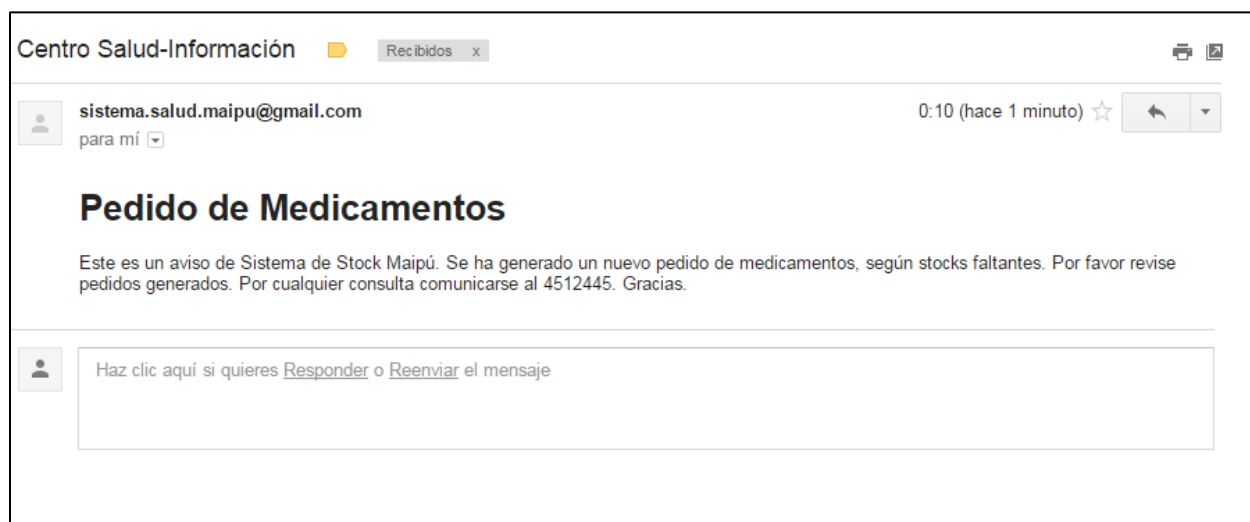 Centro Salud-Información Recibidos x
sistema.salud.maipu@gmail.com 0:10 (hace 1 minuto)
para mí
Pedido de Medicamentos
Este es un aviso de Sistema de Stock Maipú. Se ha generado un nuevo pedido de medicamentos, según stocks faltantes. Por favor revise
pedidos generados. Por cualquier consulta comunicarse al 4512445. Gracias.
Haz clic aquí si quieres Responder o Reenviar el mensaje